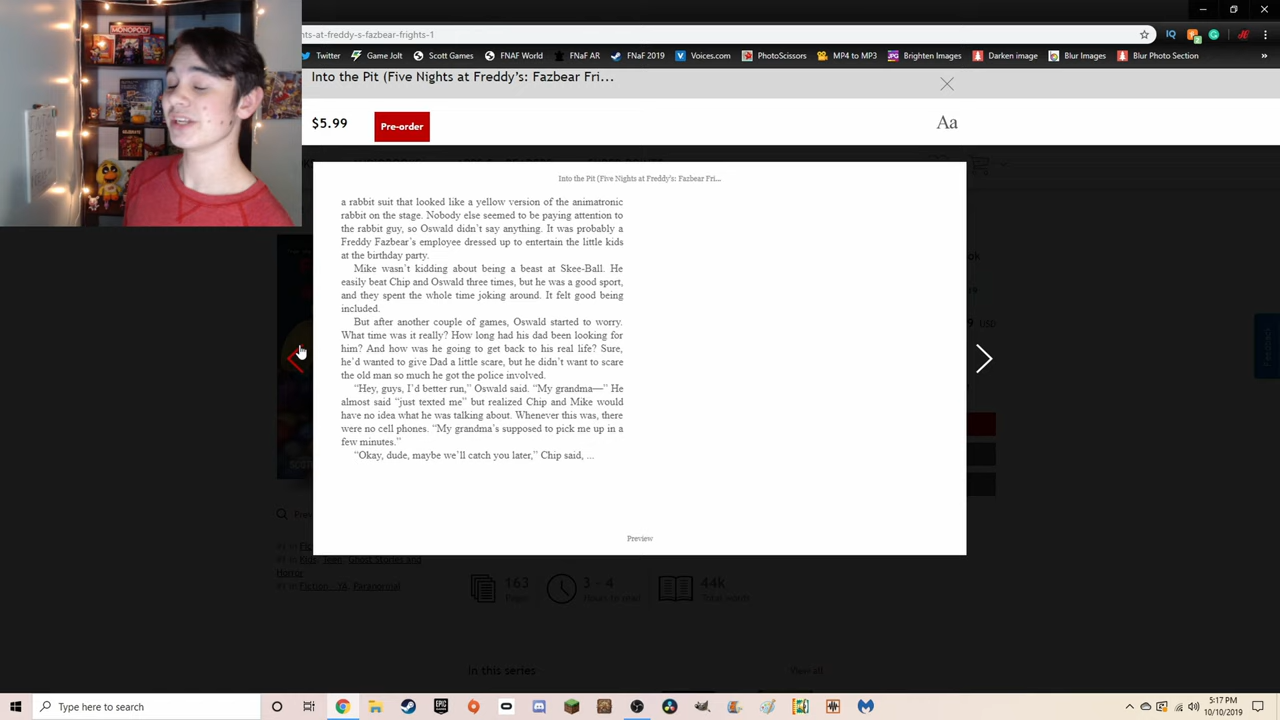 MONOPOLY
nts-at-freddy-s-fazbear-frights-1
Twitter
Game Jolt
Scott Games
FNAF World
FNaF AR
FNaF 2019
Voices.com
PhotoScissors
MP4 to MP3
Brighten Images
Darken image
Blur Images
Blur Photo Section
Into the Pit (Five Nights at Freddy's: Fazbear Fri...
$5.99
Pre-order
Aa
Into the Pit (Five Nights at Freddy's: Fazbear Fri...
a rabbit suit that looked like a yellow version of the animatronic
rabbit on the stage. Nobody else seemed to be paying attention to
the rabbit guy, so Oswald didn't say anything. It was probably a
Freddy Fazbear's employee dressed up to entertain the little kids
at the birthday party.
Mike wasn't kidding about being a beast at Skee-Ball. He
easily beat Chip and Oswald three times, but he was a good sport,
and they spent the whole time joking around. It felt good being
included.
But after another couple of games, Oswald started to worry.
What time was it really? How long had his dad been looking for
him? And how was he going to get back to his real life? Sure,
he'd wanted to give Dad a little scare, but he didn't want to scare
the old man so much he got the police involved.
“Hey, guys, I'd better run,” Oswald said. “My grandma—” He
almost said “just texted me” but realized Chip and Mike would
have no idea what he was talking about. Whenever this was, there
were no cell phones. “My grandma's supposed to pick me up in a
few minutes.”
“Okay, dude, maybe we'll catch you later,” Chip said, ...
Preview
USD
Kids, Teen, Ghost Stories and
Horror
Fiction - YA, Paranormal
163
Pages
3 - 4
Hours to read
44k
Total words
In this series
View all
Type here to search
5:17 PM
10/10/2019